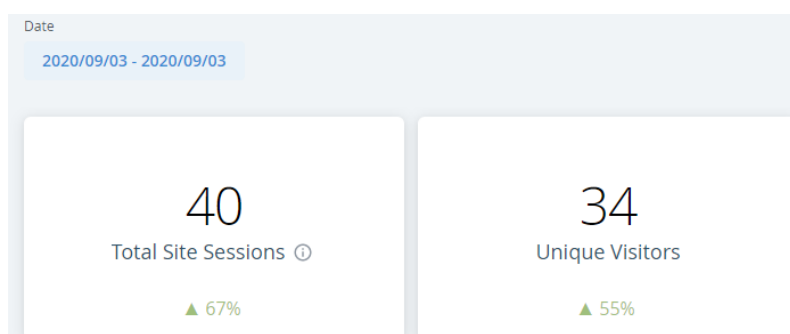 Date
2020/09/03 - 2020/09/03
40
Total Site Sessions
▲ 67%
34
Unique Visitors
▲ 55%